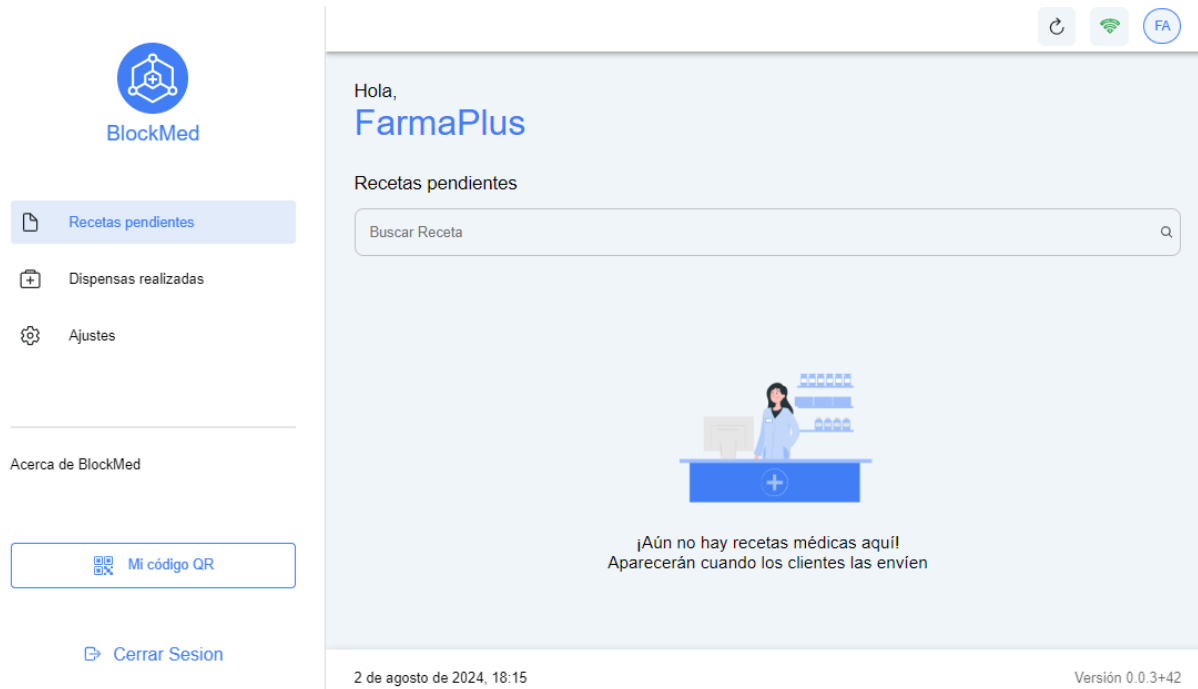 BlockMed
Recetas pendientes
Dispensas realizadas
Ajustes
Acerca de BlockMed
Mi código QR
Cerrar Sesion
FA
Hola,
FarmaPlus
Recetas pendientes
Buscar Receta
¡Aún no hay recetas médicas aquí!
Aparecerán cuando los clientes las envíen
2 de agosto de 2024, 18:15
Versión 0.0.3+42